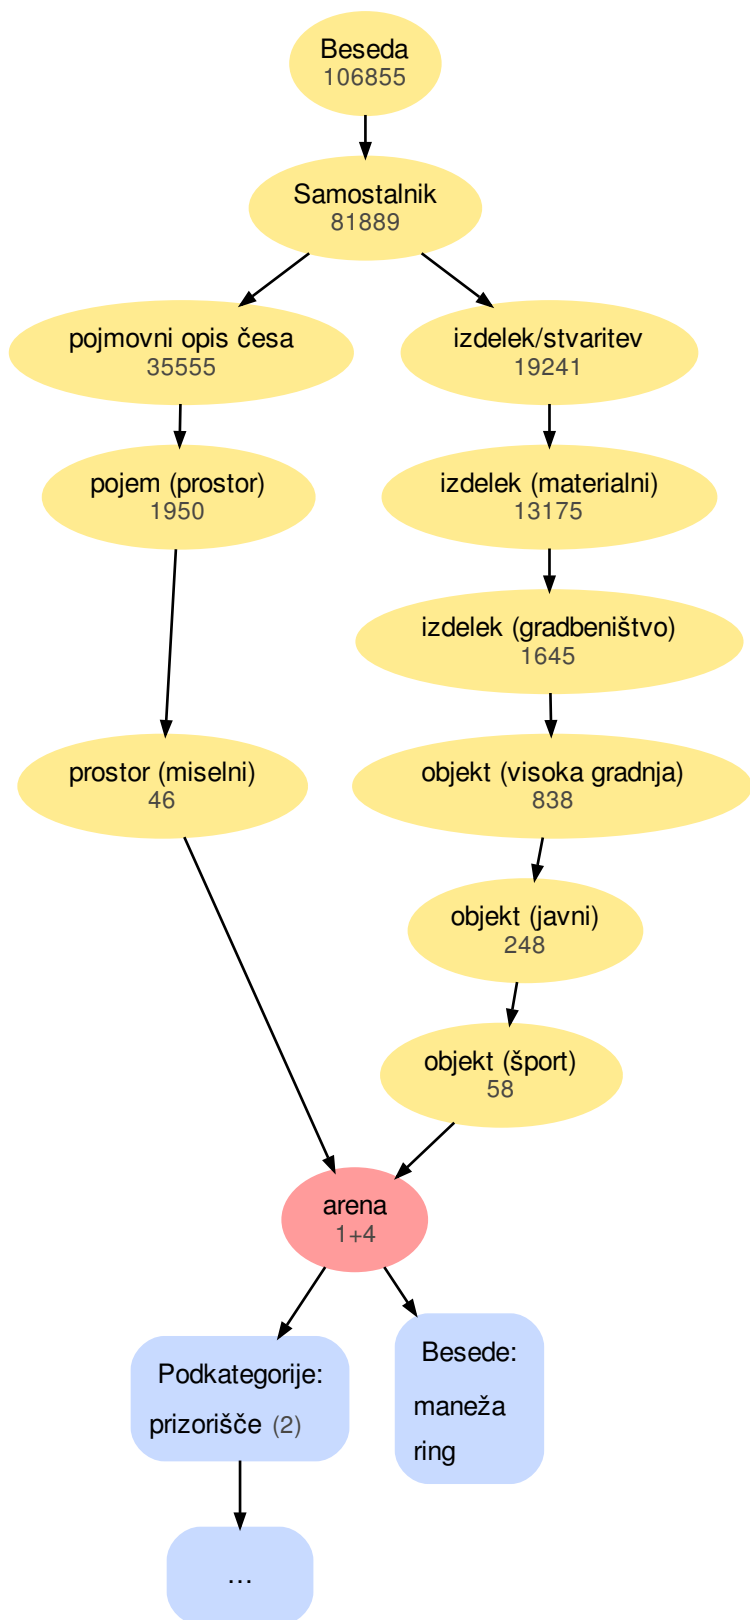 Beseda
106855
Samostalnik
81889
pojmovni opis česa
35555
izdelek/stvaritev
19241
pojem (prostor)
1950
izdelek (materialni)
13175
izdelek (gradbeništvo)
1645
prostor (miselni)
46
objekt (visoka gradnja)
838
objekt (javni)
248
objekt (šport)
58
arena
1+4
Podkategorije:
prizorišče (2)
Besede:
maneža
ring
…